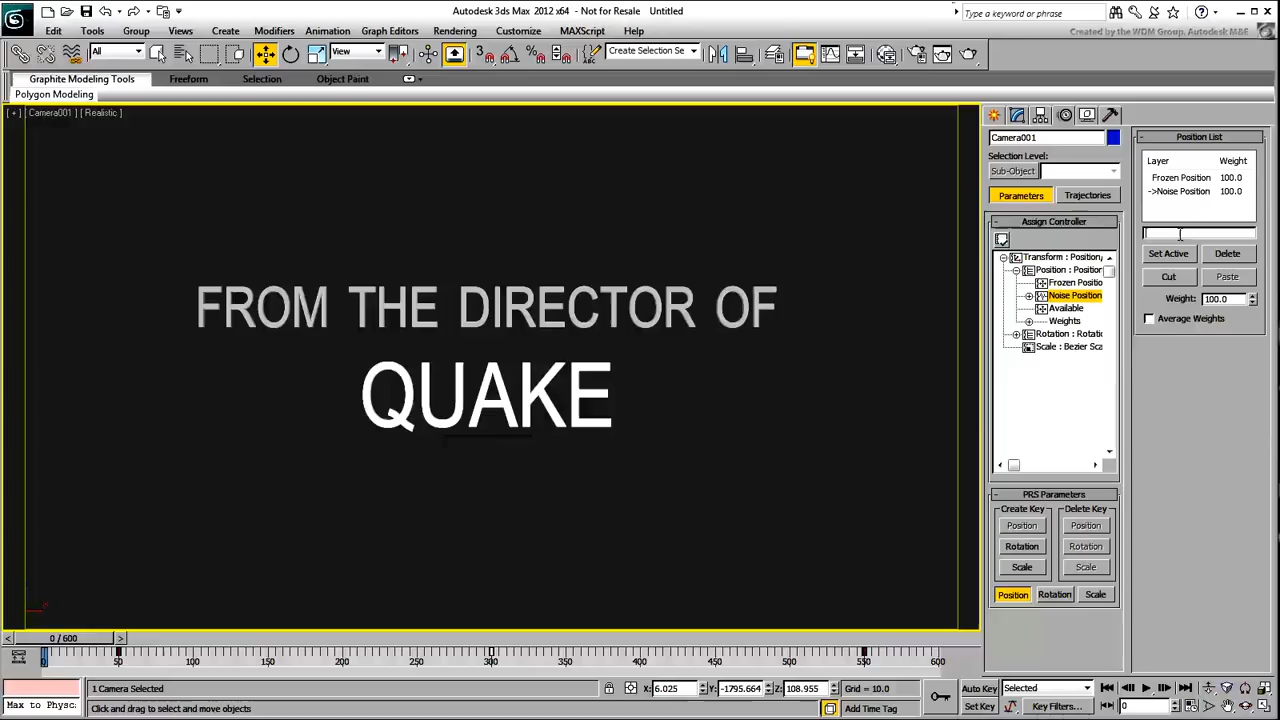 Autodesk 3ds Max 2012 x64 - Not for Resale Untitled
Type a keyword or phrase
Edit Tools Group Views Create Modifiers Animation Graph Editors Rendering Customize MAXScript Help
Created by the WDM Group, Autodesk M&E
All View Create Selection Se
Graphite Modeling Tools Freeform Selection Object Paint
Polygon Modeling
[ + ] [ Camera001 ] [ Realistic ]
FROM THE DIRECTOR OF
QUAKE
Camera001
Selection Level:
Sub-Object
Parameters Trajectories
Assign Controller
Transform : Position,
Position : Position
Frozen Positio
Noise Position
Available
Weights
Rotation : Rotatio
Scale : Bezier Sca
PRS Parameters
Create Key Delete Key
Position Position
Rotation Rotation
Scale Scale
Position Rotation Scale
Position List
Layer Weight
Frozen Position 100.0
->Noise Position 100.0
Set Active Delete
Cut Paste
Weight: 100.0
Average Weights
0 / 600
0 50 100 150 200 250 300 350 400 450 500 550 600
1 Camera Selected X: 6.025 Y: -1795.664 Z: 108.955 Grid = 10.0 Auto Key Selected
Max to Physc Click and drag to select and move objects Add Time Tag Set Key Key Filters... 0